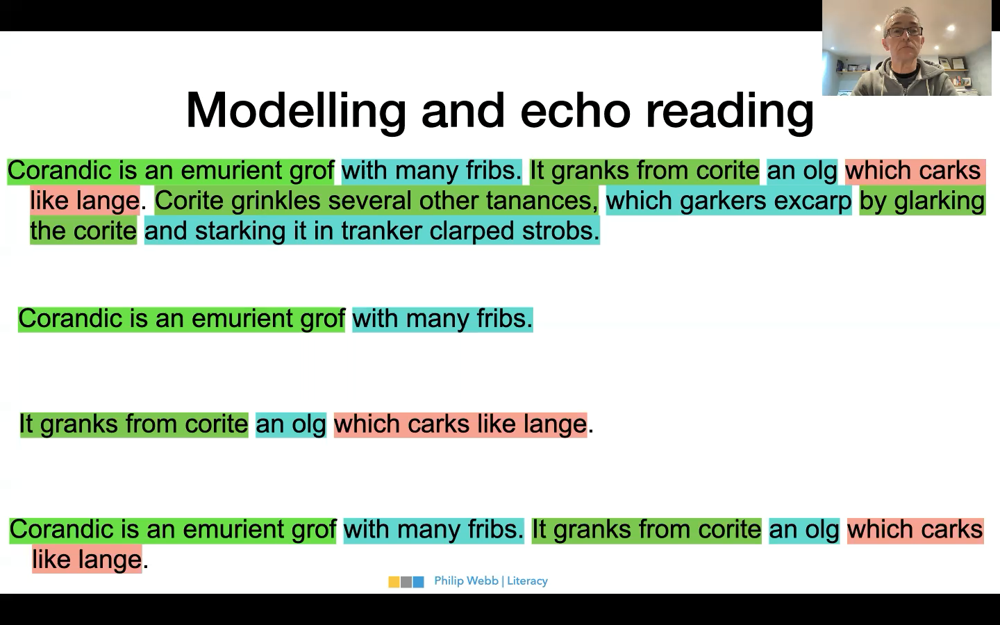 Modelling and echo reading
Corandic is an emurient grof with many fribs. It granks from corite an olg which carks
like lange. Corite grinkles several other tanances, which garkers excarp by glarking
the corite and starking it in tranker clarped strobs.
Corandic is an emurient grof with many fribs.
It granks from corite an olg which carks like lange.
Corandic is an emurient grof with many fribs. It granks from corite an olg which carks
like lange.
Philip Webb | Literacy